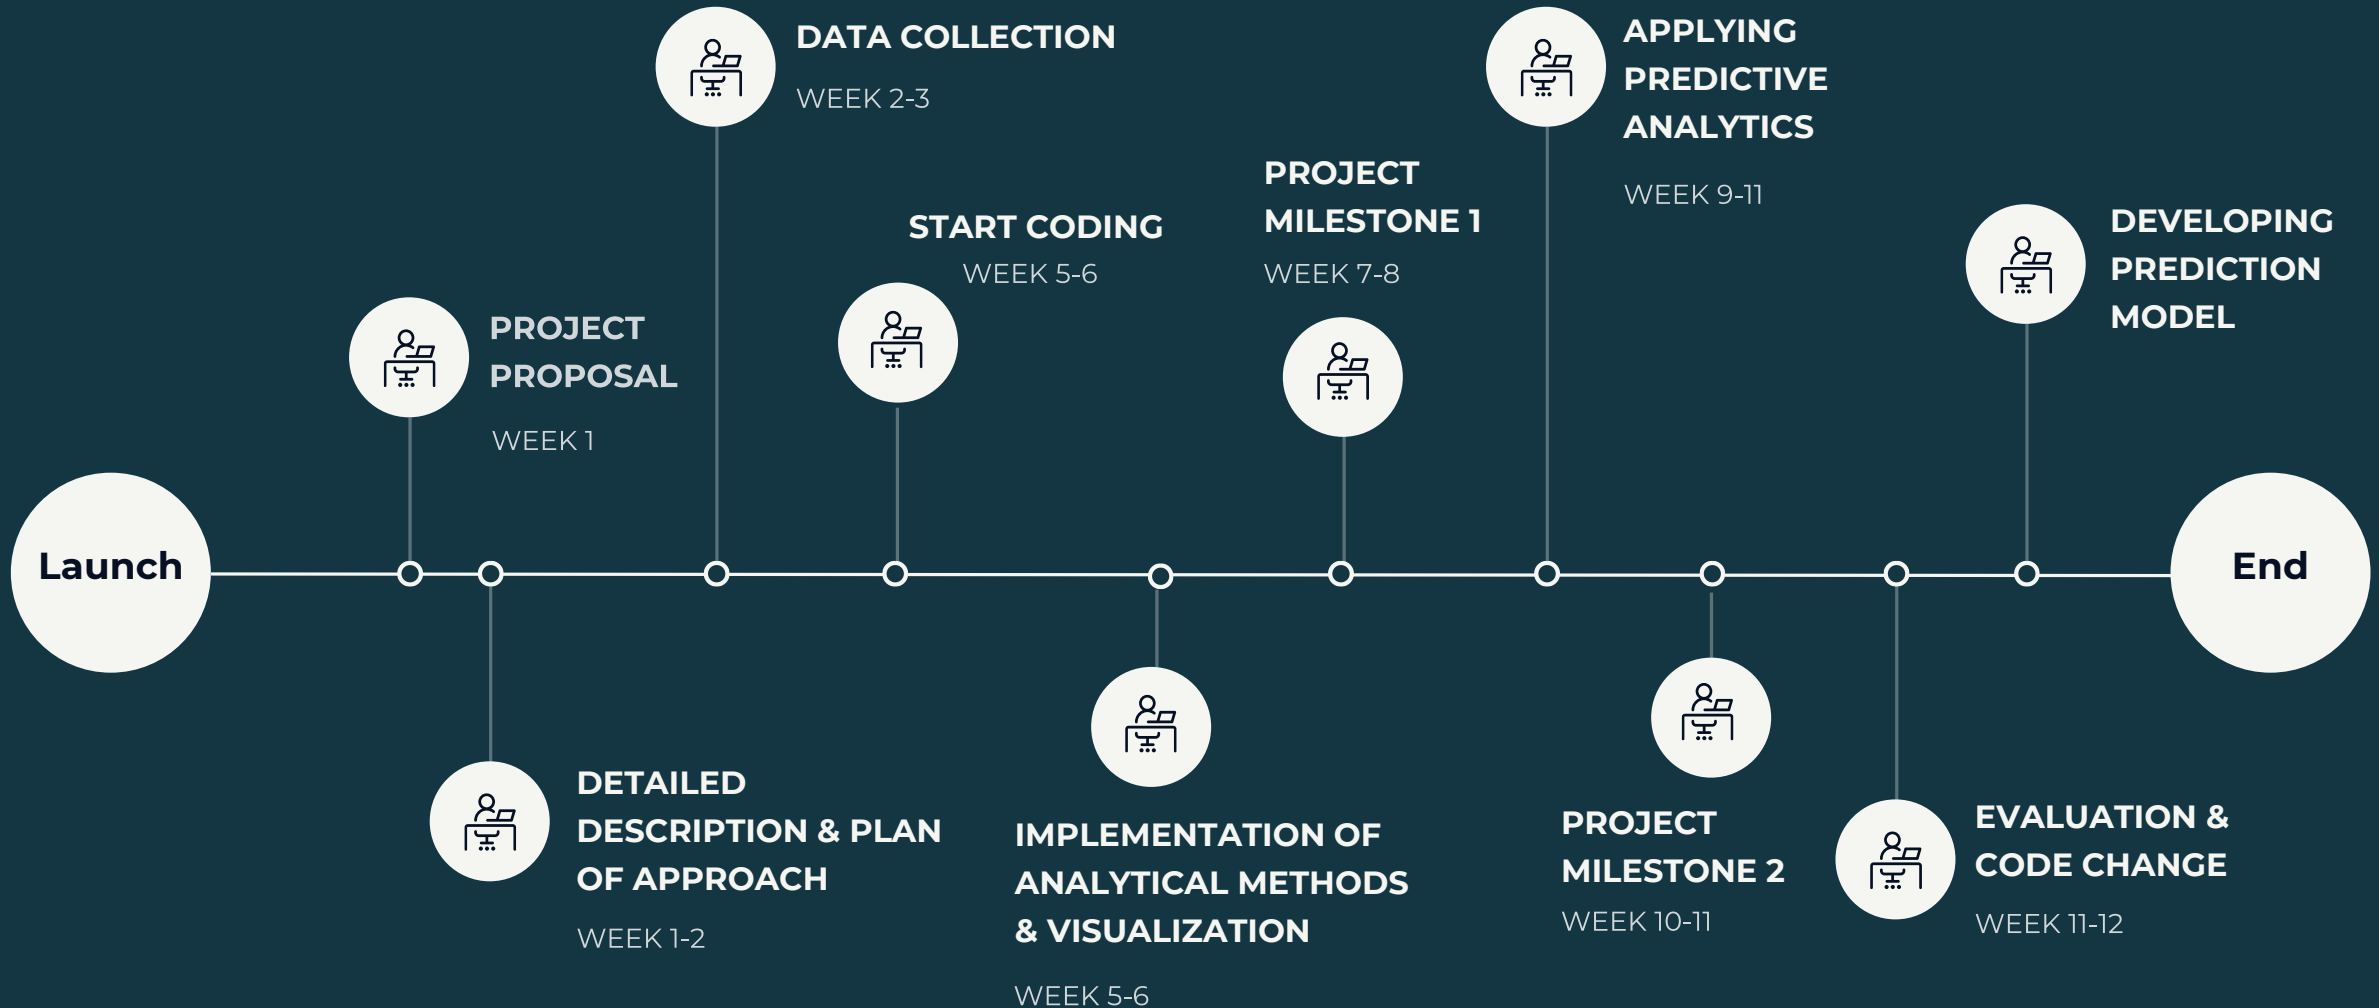 Launch
PROJECT
PROPOSAL
WEEK 1
DETAILED
DESCRIPTION & PLAN
OF APPROACH
WEEK 1-2
DATA COLLECTION
WEEK 2-3
START CODING
WEEK 5-6
IMPLEMENTATION OF
ANALYTICAL METHODS
& VISUALIZATION
WEEK 5-6
PROJECT
MILESTONE 1
WEEK 7-8
APPLYING
PREDICTIVE
ANALYTICS
WEEK 9-11
PROJECT
MILESTONE 2
WEEK 10-11
EVALUATION &
CODE CHANGE
WEEK 11-12
DEVELOPING
PREDICTION
MODEL
End